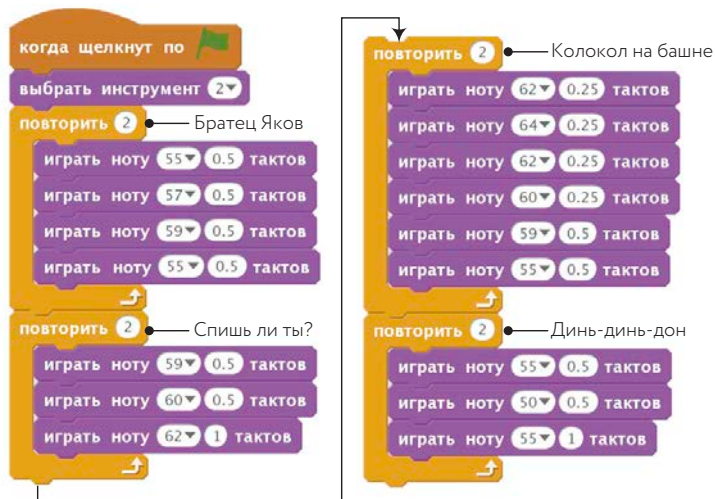 когда щелкнут по
выбрать инструмент 2
повторить 2 Братец Яков
играть ноту 55 0.5 тактов
играть ноту 57 0.5 тактов
играть ноту 59 0.5 тактов
играть ноту 55 0.5 тактов
повторить 2 Спишь ли ты?
играть ноту 59 0.5 тактов
играть ноту 60 0.5 тактов
играть ноту 62 1 тактов
повторить 2 Колокол на башне
играть ноту 62 0.25 тактов
играть ноту 64 0.25 тактов
играть ноту 62 0.25 тактов
играть ноту 60 0.25 тактов
играть ноту 59 0.5 тактов
играть ноту 55 0.5 тактов
повторить 2 Динь-динь-дон
играть ноту 55 0.5 тактов
играть ноту 50 0.5 тактов
играть ноту 55 1 тактов